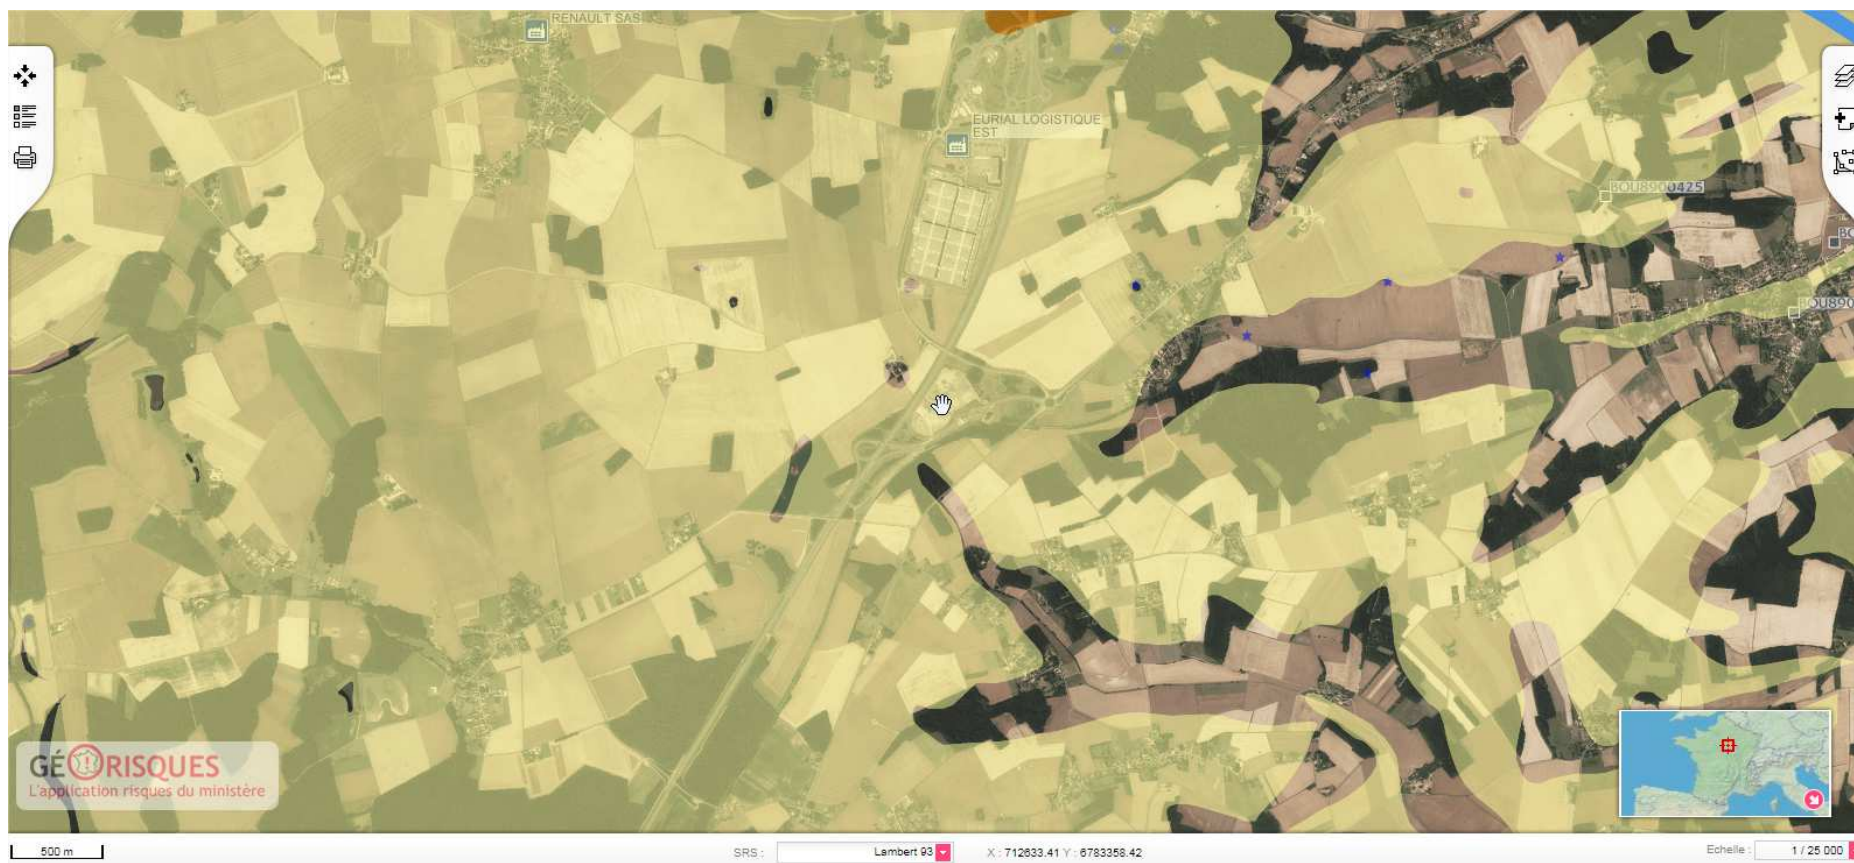 RENAULT SAS
EURIAL LOGISTIQUE
EST
BOU8900425
BOU890
GÉORISQUES
L'application risques du ministère
500 m
SRS :
Lambert 93
X : 712633.41 Y : 6783358.42
Echelle :
1 / 25 000